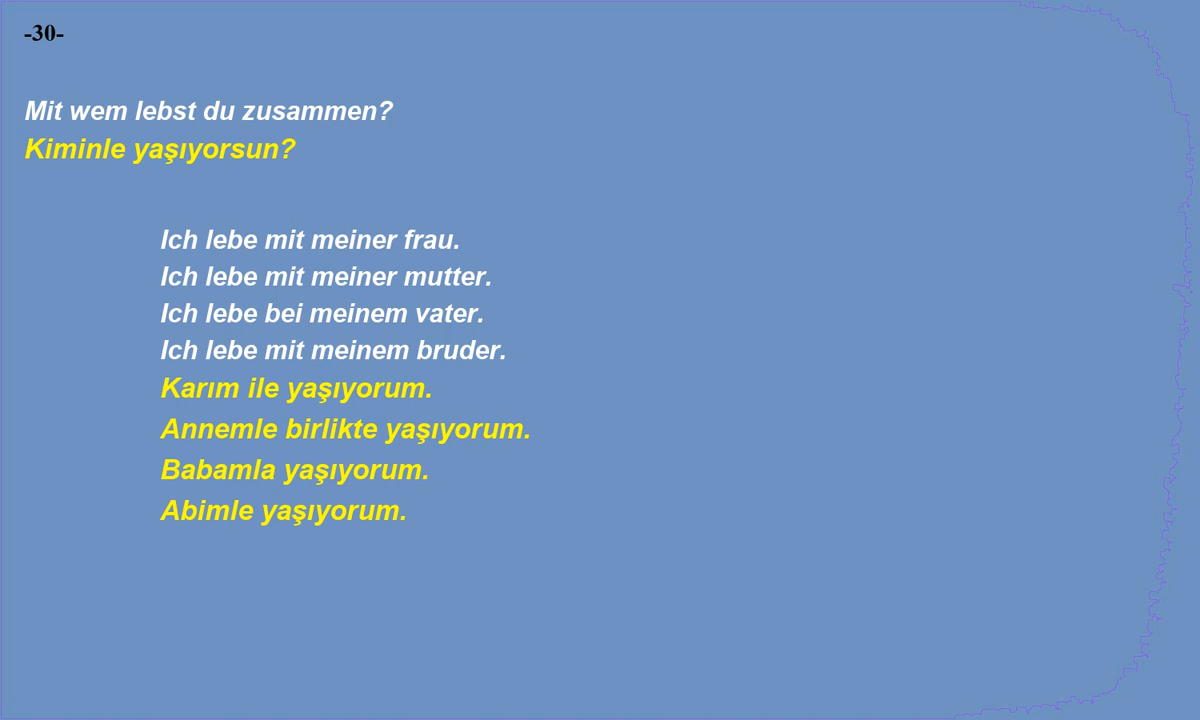 -30-
Mit wem lebst du zusammen?
Kiminle yaşıyorsun?
Ich lebe mit meiner frau.
Ich lebe mit meiner mutter.
Ich lebe bei meinem vater.
Ich lebe mit meinem bruder.
Karım ile yaşıyorum.
Annemle birlikte yaşıyorum.
Babamla yaşıyorum.
Abimle yaşıyorum.